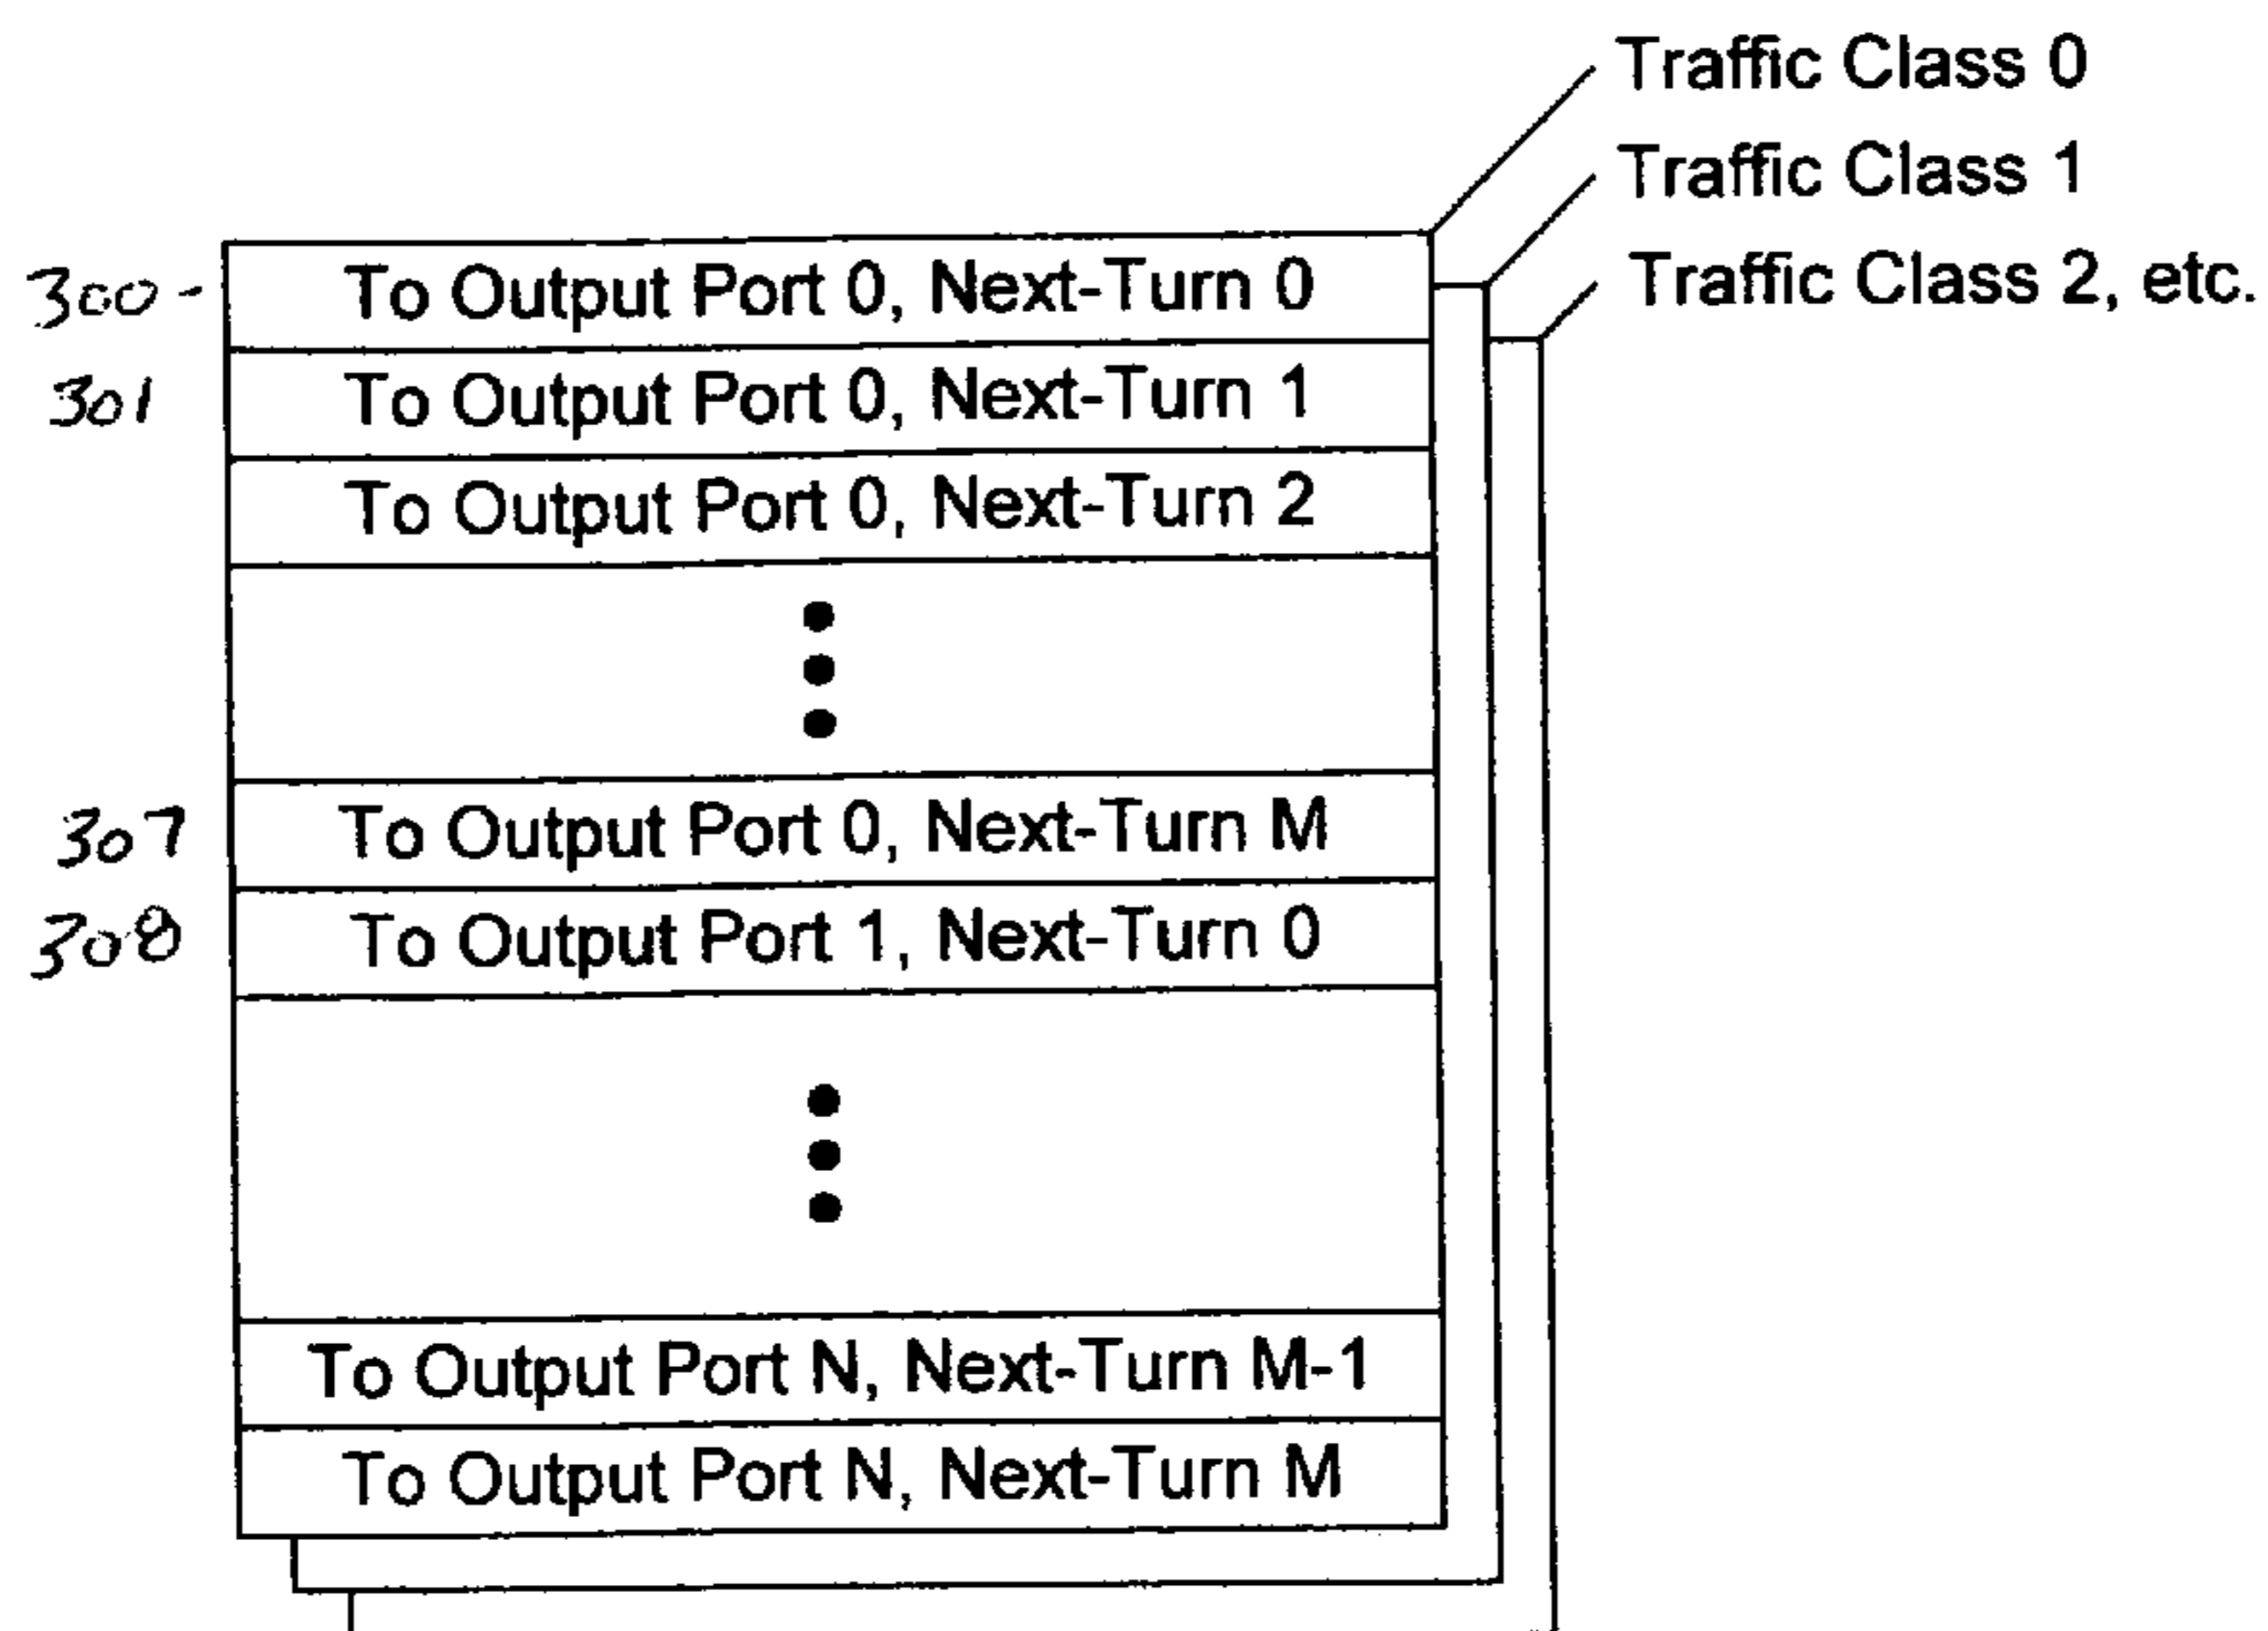 Traffic Class 0
Traffic Class 1
Traffic Class 2, etc.
300- To Output Port 0, Next-Turn 0
301 To Output Port 0, Next-Turn 1
To Output Port 0, Next-Turn 2
307 To Output Port 0, Next-Turn M
308 To Output Port 1, Next-Turn 0
To Output Port N, Next-Turn M-1
To Output Port N, Next-Turn M